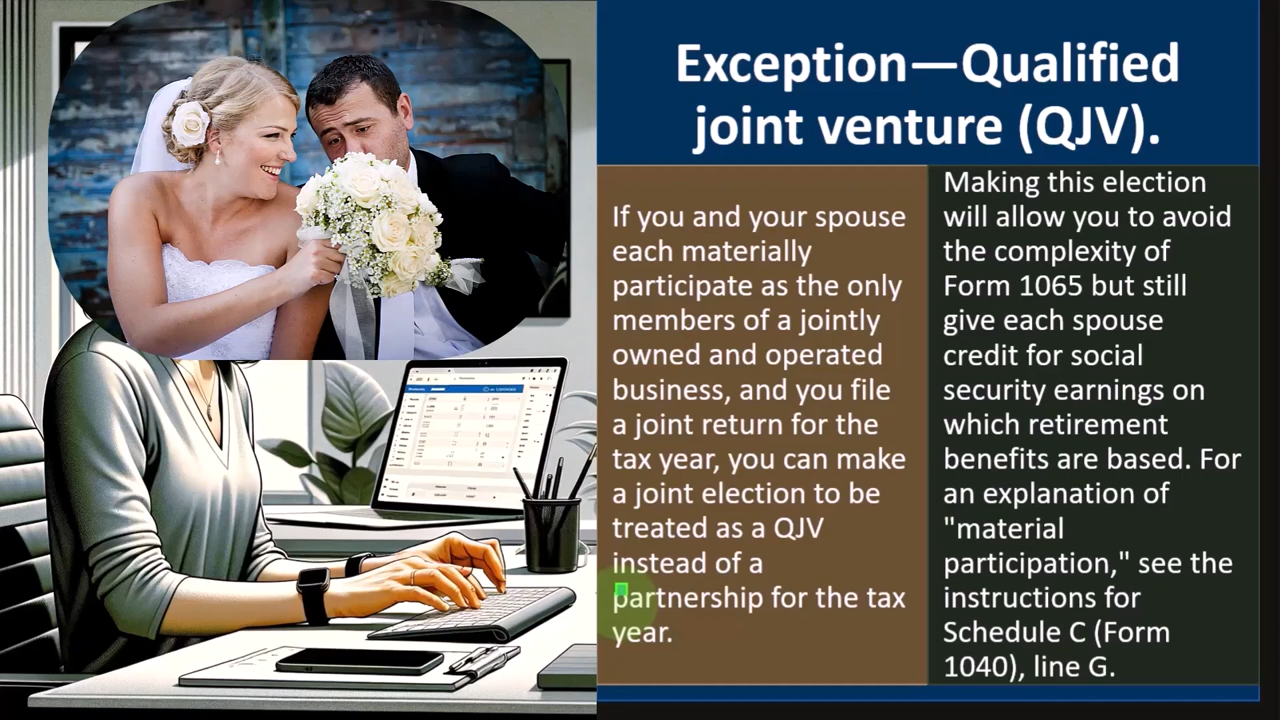 Exception—Qualified
joint venture (QJV).
If you and your spouse
each materially
participate as the only
members of a jointly
owned and operated
business, and you file
a joint return for the
tax year, you can make
a joint election to be
treated as a QJV
instead of a
partnership for the tax
year.
Making this election
will allow you to avoid
the complexity of
Form 1065 but still
give each spouse
credit for social
security earnings on
which retirement
benefits are based. For
an explanation of
"material
participation," see the
instructions for
Schedule C (Form
1040), line G.